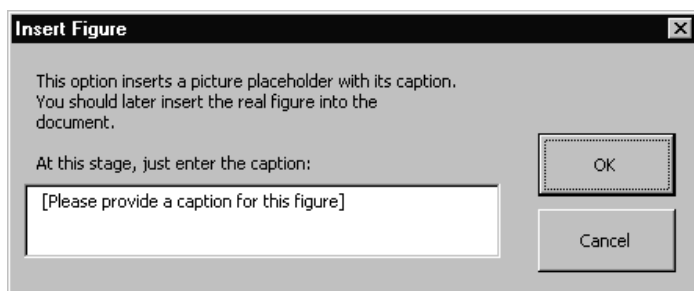 Insert Figure
This option inserts a picture placeholder with its caption.
You should later insert the real figure into the
document.
At this stage, just enter the caption:
[Please provide a caption for this figure]
OK
Cancel